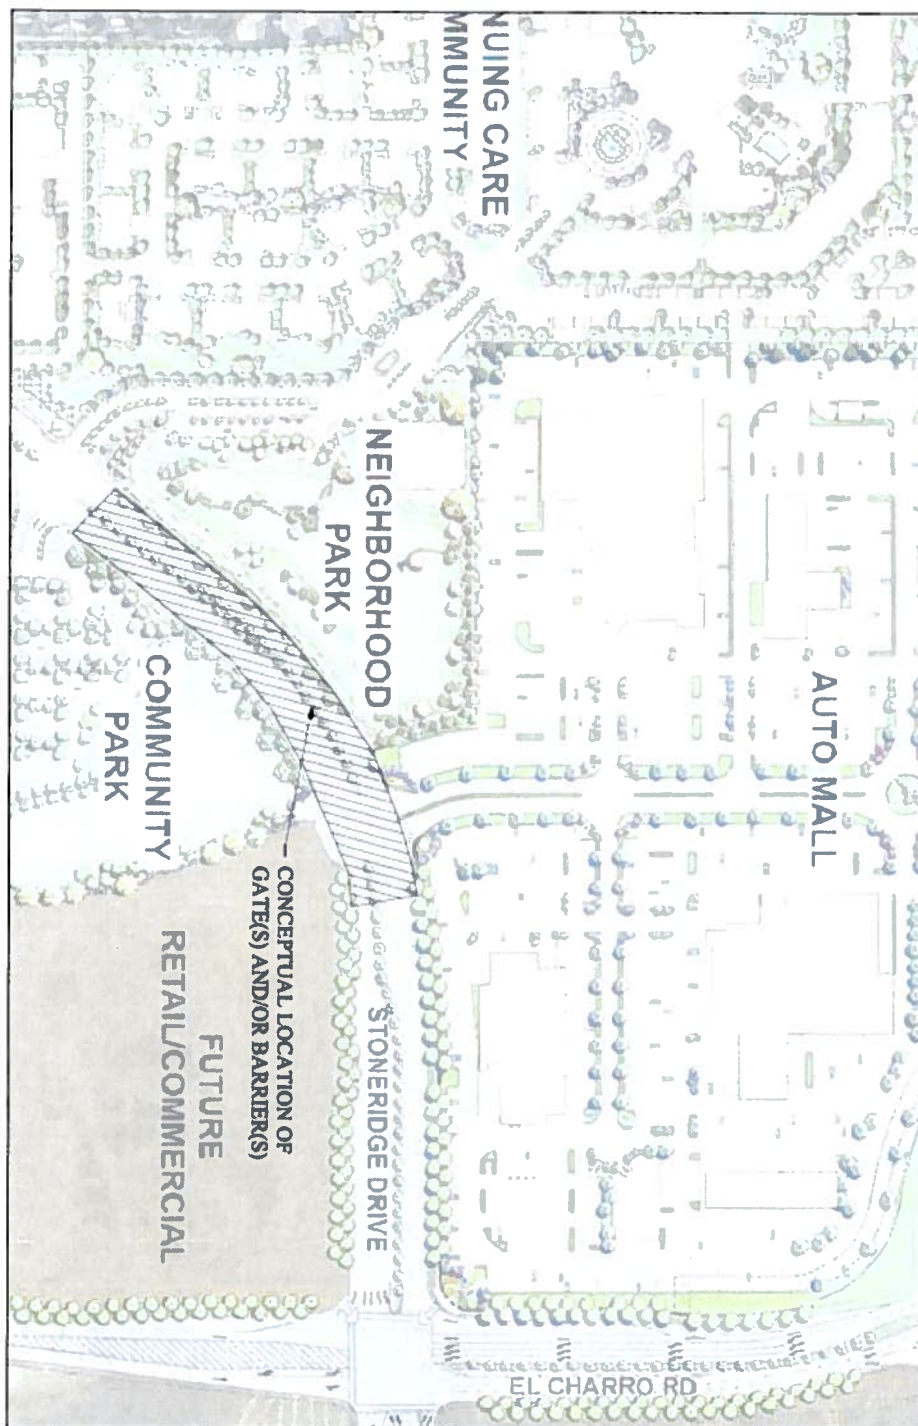 NUING CARE
MMUNITY
AUTO MALL
NEIGHBORHOOD
PARK
COMMUNITY
PARK
CONCEPTUAL LOCATION OF
GATE(S) AND/OR BARRIER(S)
STONERIDGE DRIVE
FUTURE
RETAIL/COMMERCIAL
EL CHARRO RD